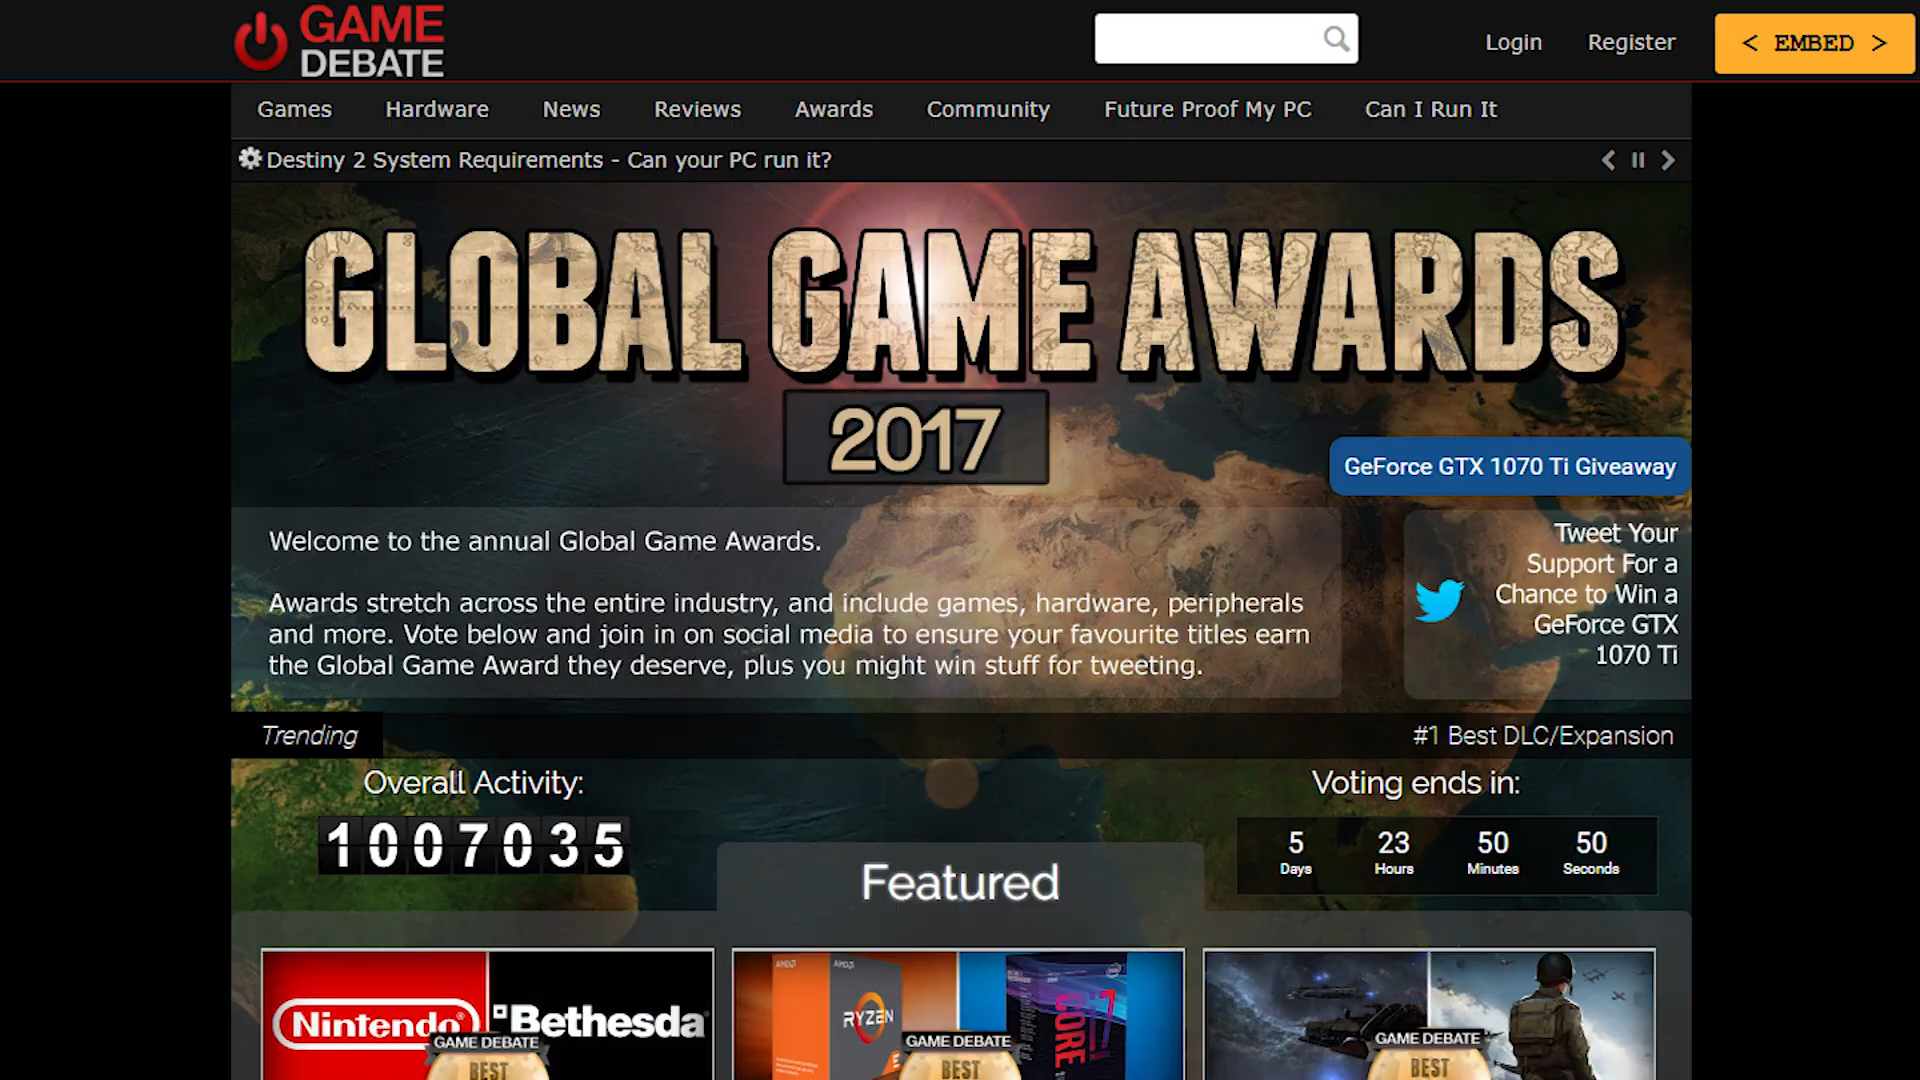 GAME
DEBATE
Login
Register
< EMBED >
Games
Hardware
News
Reviews
Awards
Community
Future Proof My PC
Can I Run It
Destiny 2 System Requirements - Can your PC run it?
GLOBAL GAME AWARDS
2017
GeForce GTX 1070 Ti Giveaway
Welcome to the annual Global Game Awards.
Awards stretch across the entire industry, and include games, hardware, peripherals
and more. Vote below and join in on social media to ensure your favourite titles earn
the Global Game Award they deserve, plus you might win stuff for tweeting.
Tweet Your
Support For a
Chance to Win a
GeForce GTX
1070 Ti
Trending
#1 Best DLC/Expansion
Overall Activity:
1007035
Voting ends in:
5 23 50 50
Days Hours Minutes Seconds
Featured
Nintendo
Bethesda
GAME DEBATE
BEST
AMD
AMD
RYZEN
CORE i7
GAME DEBATE
BEST
GAME DEBATE
BEST